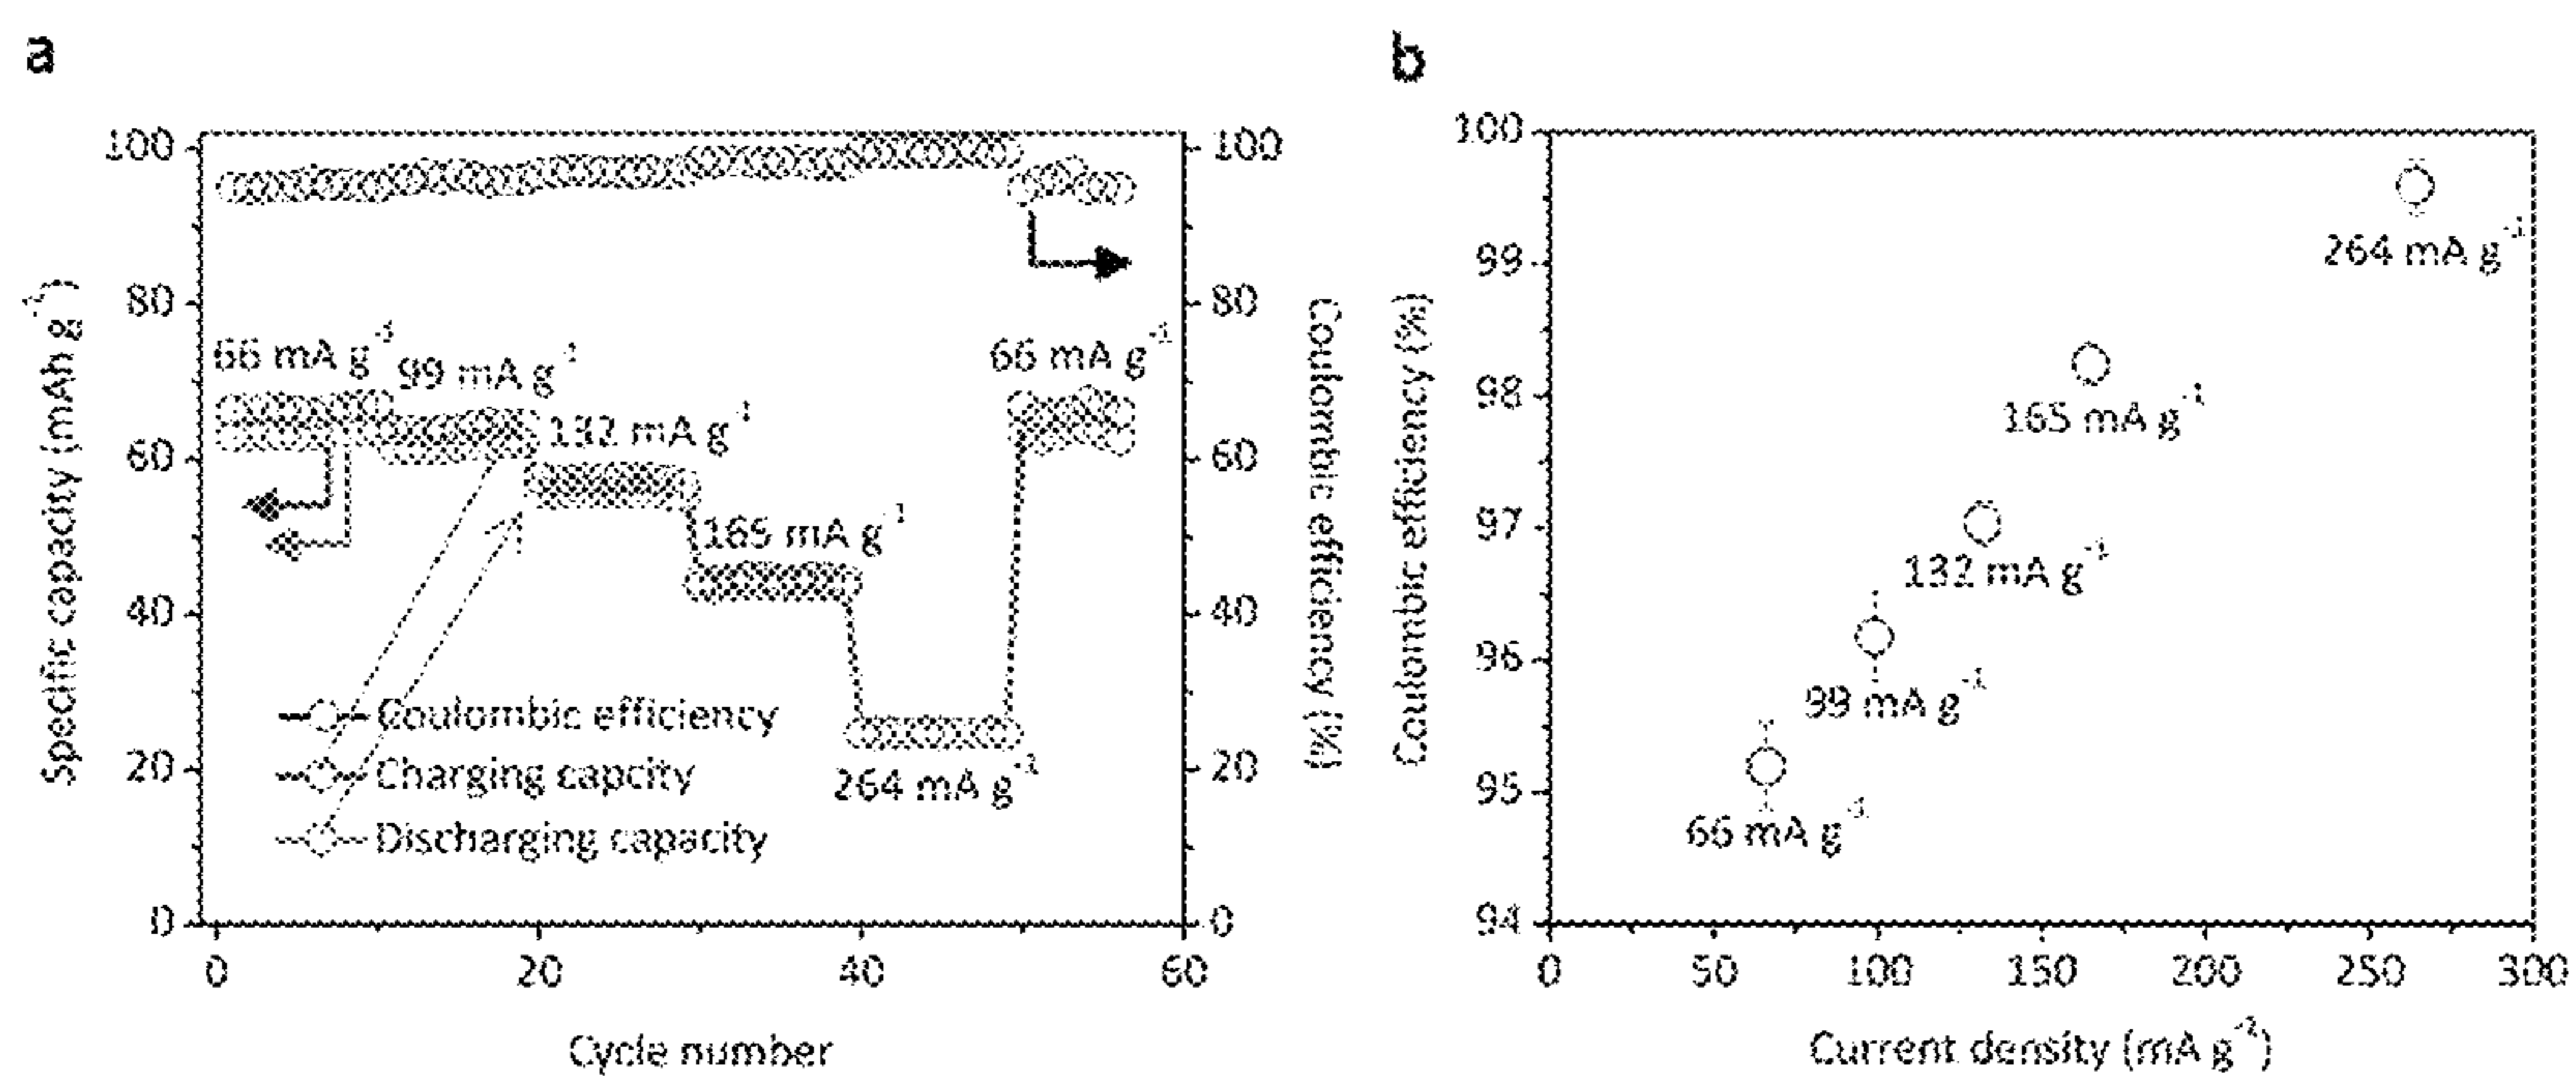 a
100
80
60
40
20
0
Specific capacity (mAh g⁻¹)
66 mA g⁻¹
99 mA g⁻¹
132 mA g⁻¹
165 mA g⁻¹
264 mA g⁻¹
66 mA g⁻¹
Coulombic efficiency
Charging capcity
Discharging capacity
100
80
60
40
20
0
Coulombic efficiency (%)
0 20 40 60
Cycle number
b
100
99
98
97
96
95
94
Coulombic efficiency (%)
264 mA g⁻¹
165 mA g⁻¹
132 mA g⁻¹
99 mA g⁻¹
66 mA g⁻¹
0 50 100 150 200 250 300
Current density (mA g⁻¹)